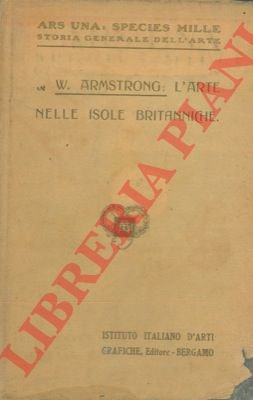 ARS UNA: SPECIES MILLE
STORIA GENERALE DELL'ARTE
W. ARMSTRONG: L'ARTE
NELLE ISOLE BRITANNICHE.
LIBRERIA PIANI
ISTITUTO ITALIANO D'ARTI
GRAFICHE, Editore - BERGAMO